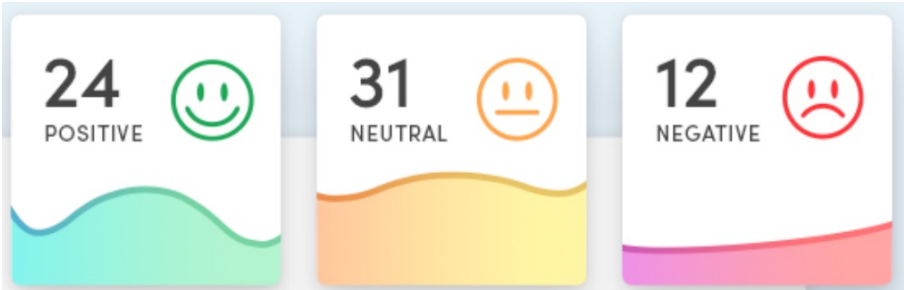 24
POSITIVE
31
NEUTRAL
12
NEGATIVE